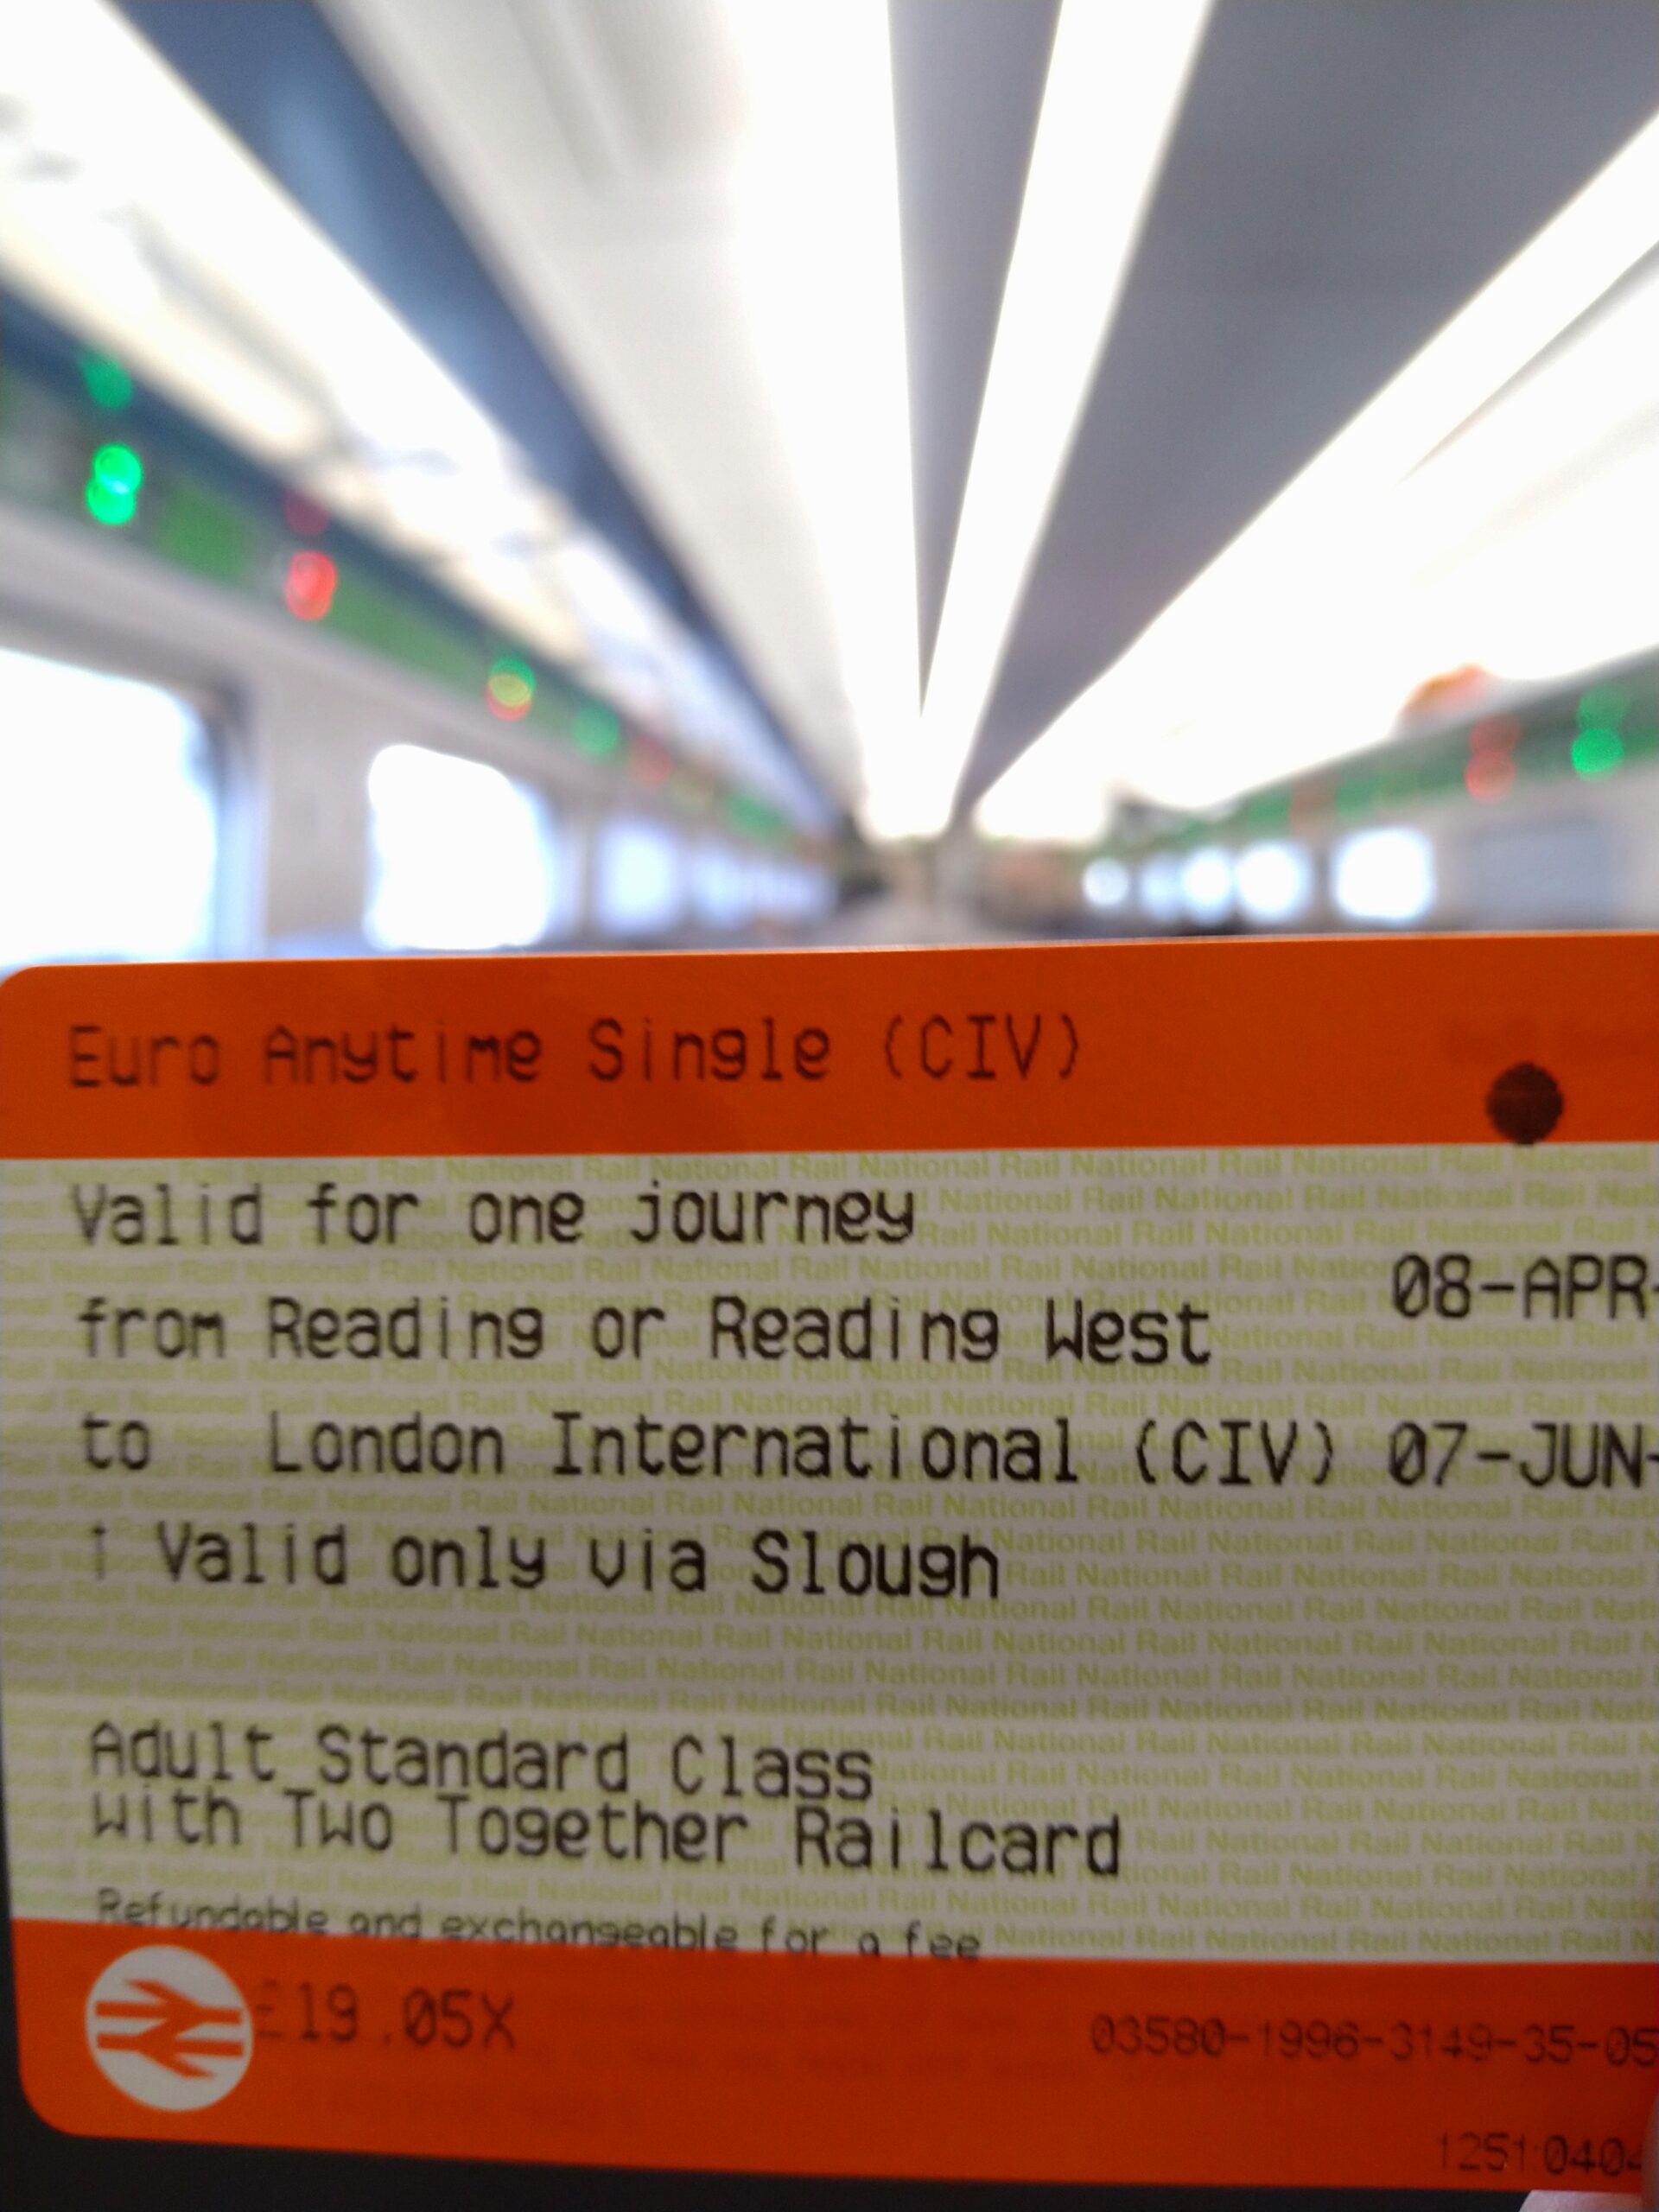 Euro Anytime Single (CIV)
Valid for one journey
from Reading or Reading West 08-APR-
to London International (CIV) 07-JUN-
↑ Valid only via Slough
Adult Standard Class
with Two Together Railcard
Refundable and exchangeable for a fee
£19.05X 03580-1996-3149-35-05
1251 0404